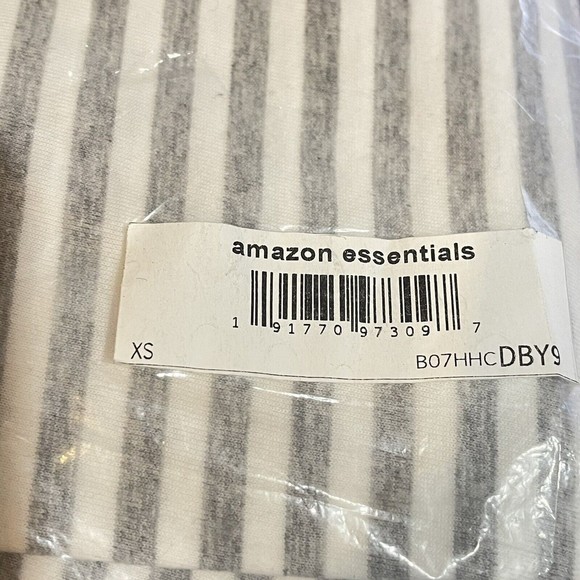 amazon essentials
1 91770 97309 7
XS
B07HHCDBY9